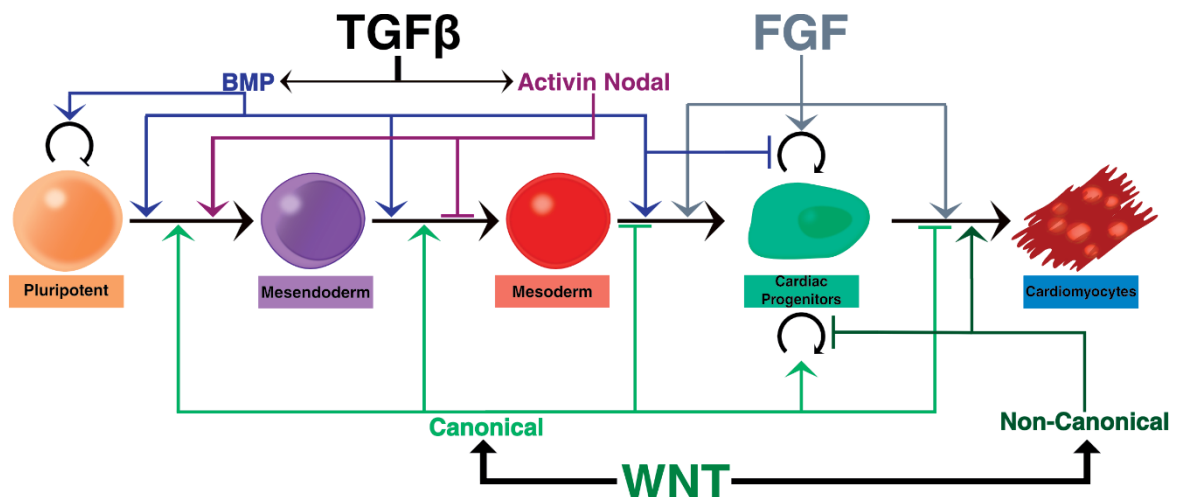 TGFβ
FGF
BMP
Activin Nodal
Pluripotent
Mesendoderm
Mesoderm
Cardiac
Progenitors
Cardiomyocytes
Canonical
Non-Canonical
WNT